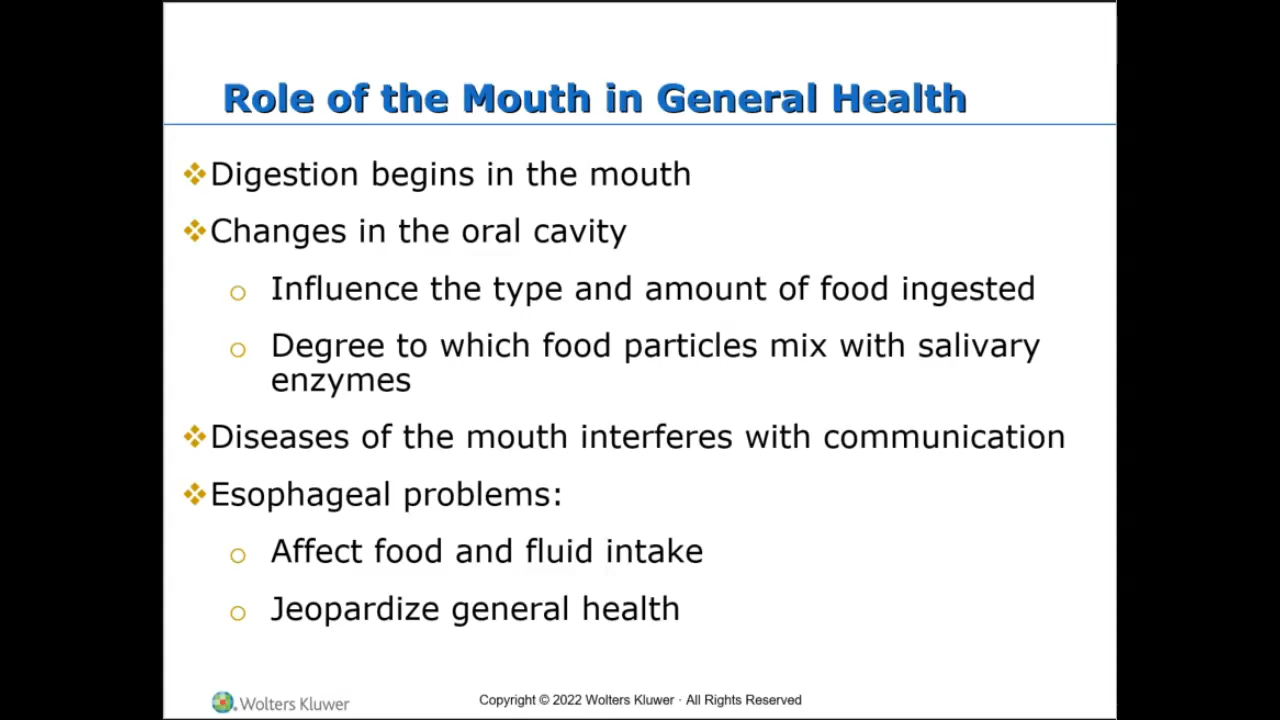 Role of the Mouth in General Health
❖Digestion begins in the mouth
❖Changes in the oral cavity
o Influence the type and amount of food ingested
o Degree to which food particles mix with salivary
enzymes
❖Diseases of the mouth interferes with communication
❖Esophageal problems:
o Affect food and fluid intake
o Jeopardize general health
Wolters Kluwer
Copyright © 2022 Wolters Kluwer · All Rights Reserved